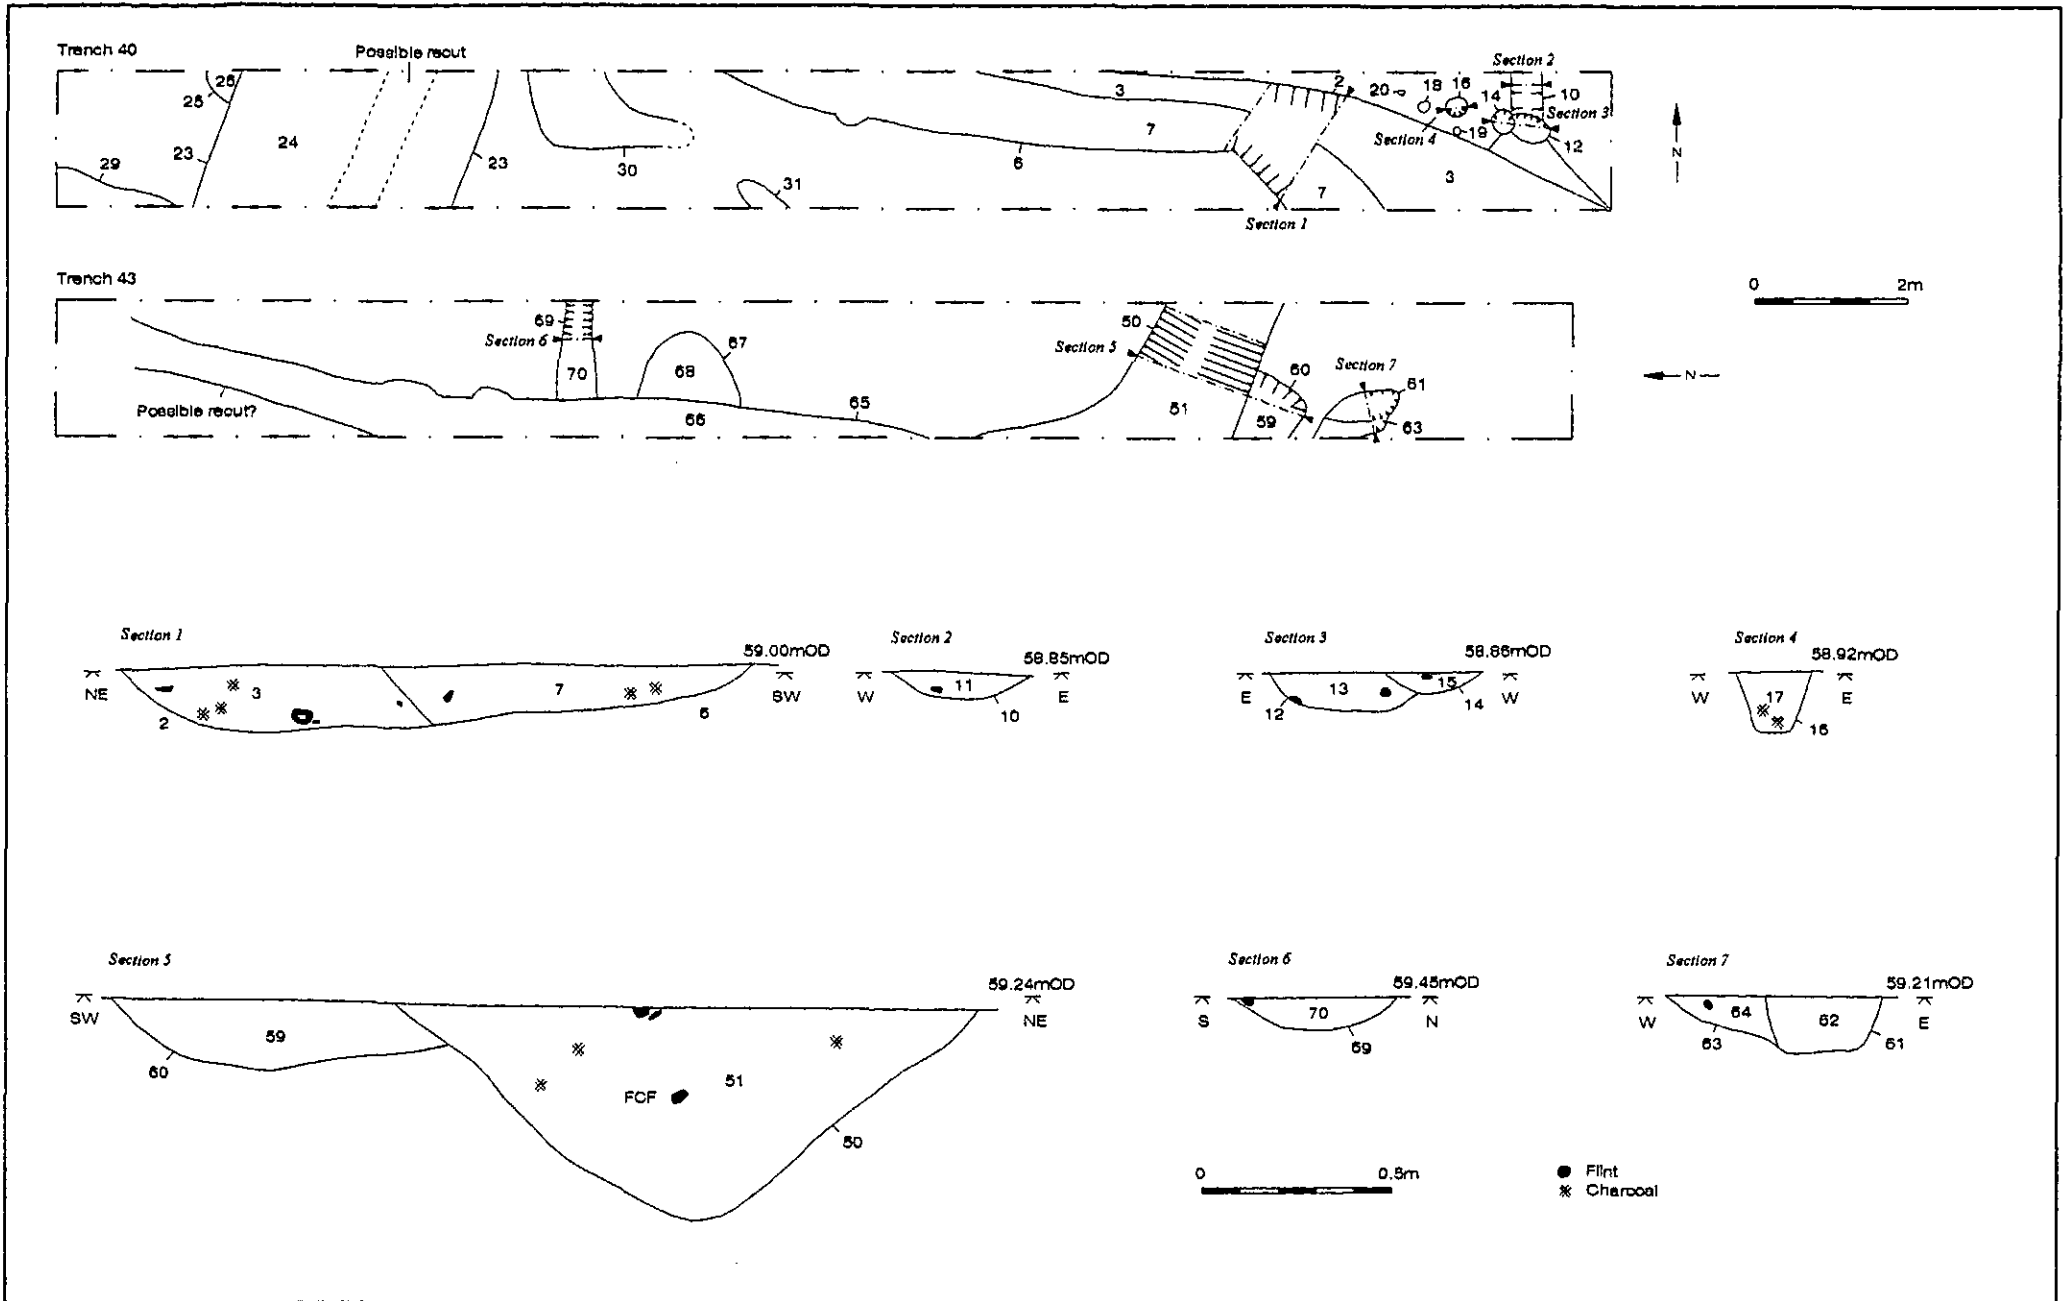 Trench 40
Possible recut
Section 2
26
25
3
2
20
18
16
14
10
Section 3
24
7
Section 4
19
12
N
23
23
29
30
6
3
31
7
Section 1
Trench 43
0 2m
69
50
Section 6
67
Section 5
Section 7
60
61
70
68
N
Possible recut?
65
66
51
59
63
Section 1
59.00mOD
NE
3
7
SW
2
6
Section 2
58.85mOD
W
11
E
10
Section 3
58.86mOD
E
13
15
W
12
14
Section 4
58.92mOD
W
17
E
16
Section 5
59.24mOD
SW
NE
59
60
51
FCF
50
Section 6
59.45mOD
S
70
N
69
Section 7
59.21mOD
W
64
62
E
63
61
0 0.5m
Flint
Charcoal